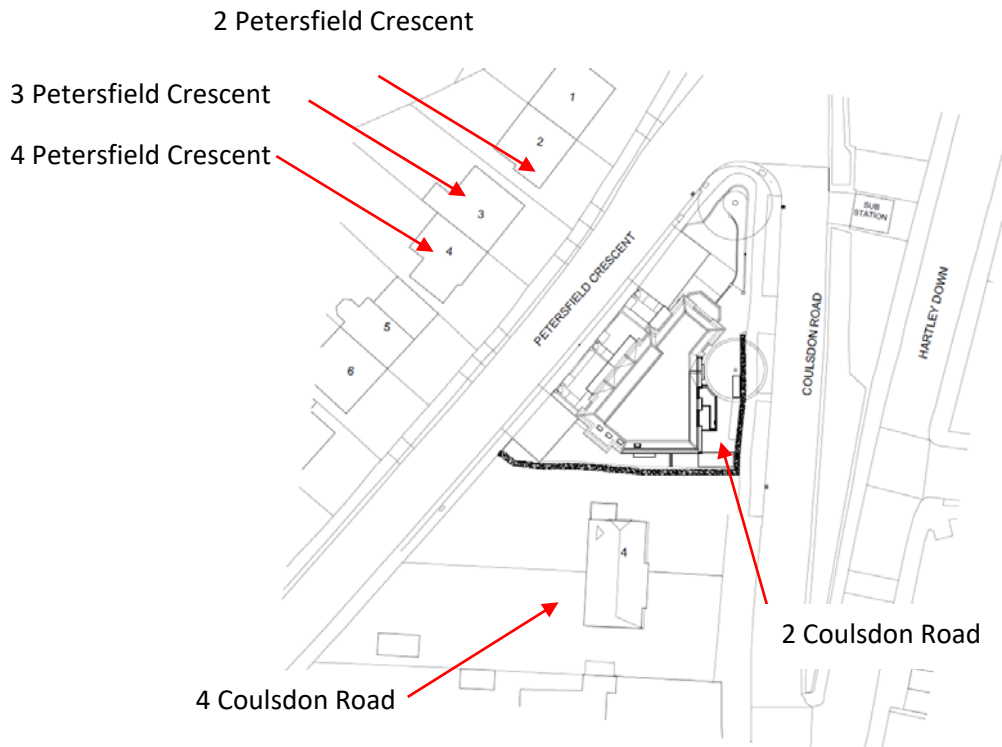 2 Petersfield Crescent
3 Petersfield Crescent
4 Petersfield Crescent
1
2
3
4
5
6
PETERSFIELD CRESCENT
SUB
STATION
COULSDON ROAD
HARTLEY DOWN
4
2 Coulsdon Road
4 Coulsdon Road